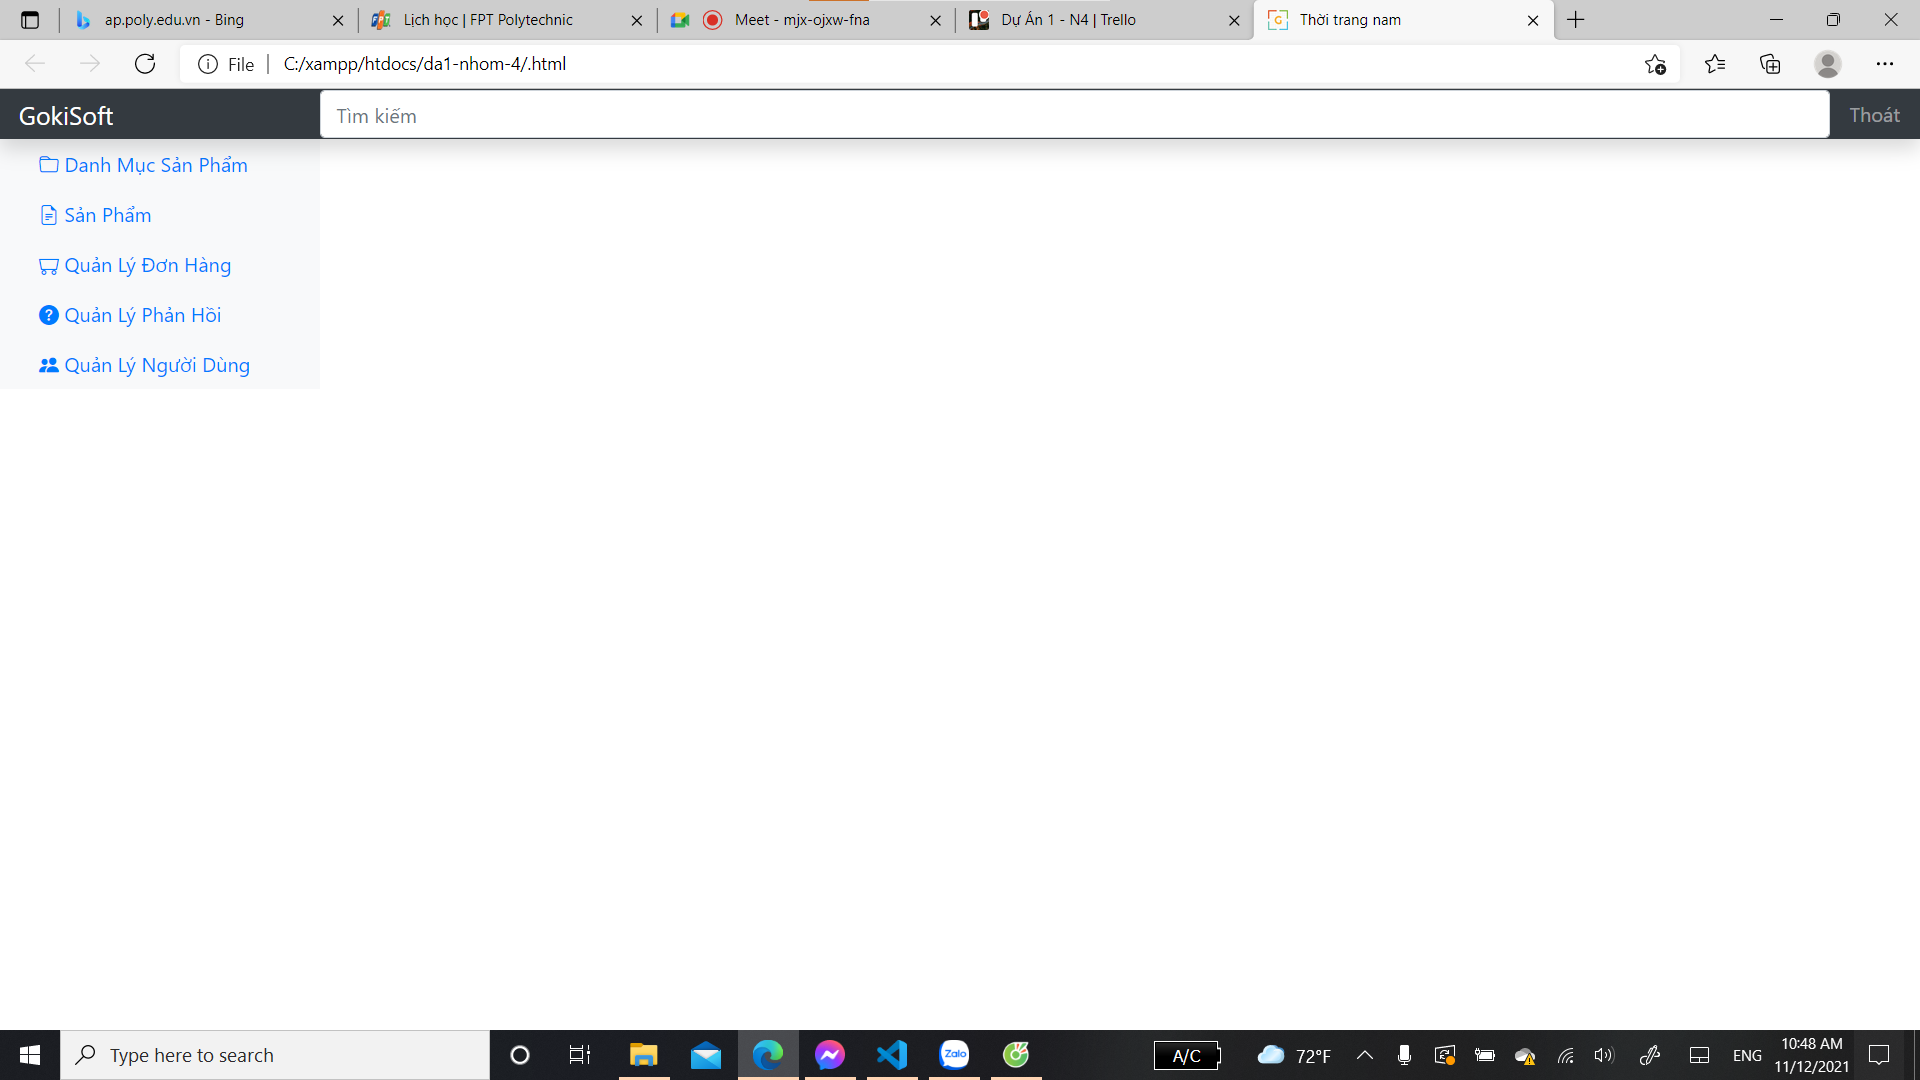 ap.poly.edu.vn - Bing
Lịch học | FPT Polytechnic
Meet - mjx-ojxw-fna
Dự Án 1 - N4 | Trello
Thời trang nam
File
C:/xampp/htdocs/da1-nhom-4/.html
GokiSoft
Tìm kiếm
Thoát
Danh Mục Sản Phẩm
Sản Phẩm
Quản Lý Đơn Hàng
Quản Lý Phản Hồi
Quản Lý Người Dùng
Type here to search
Zalo
A/C
72°F
ENG
10:48 AM
11/12/2021